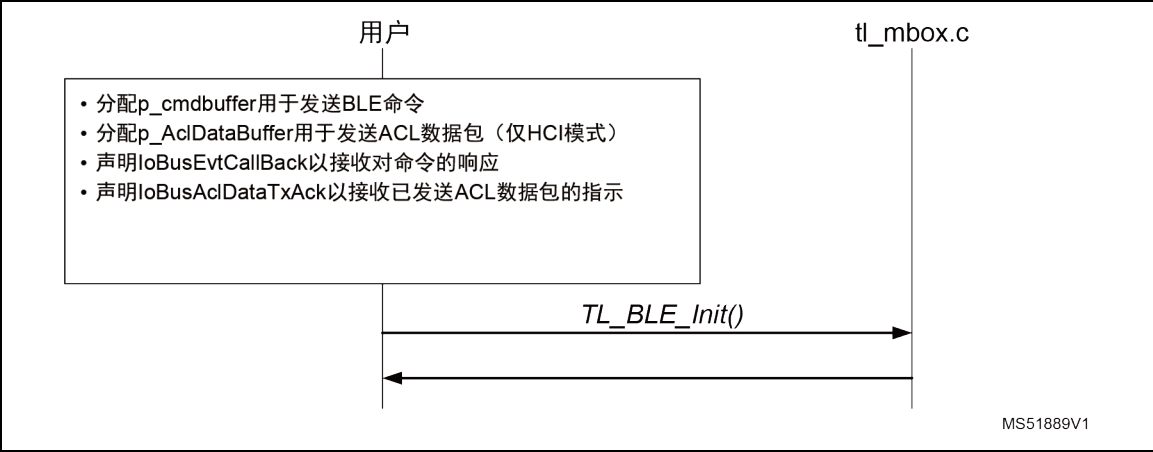 用户
tl_mbox.c
• 分配p_cmdbuffer用于发送BLE命令
• 分配p_AclDataBuffer用于发送ACL数据包（仅HCI模式）
• 声明IoBusEvtCallBack以接收对命令的响应
• 声明IoBusAclDataTxAck以接收已发送ACL数据包的指示
TL_BLE_Init()
MS51889V1